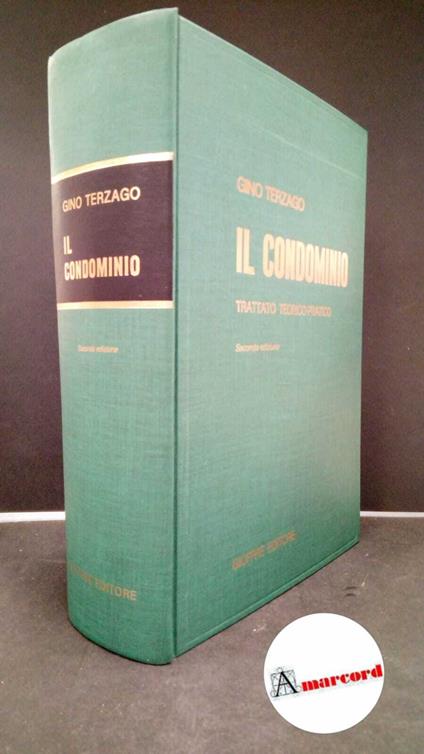 GINO TERZAGO
IL
CONDOMINIO
Seconda edizione
GIUFFRÈ EDITORE
GINO TERZAGO
IL CONDOMINIO
TRATTATO TEORICO-PRATICO
Seconda edizione
GIUFFRÈ EDITORE
Amarcord